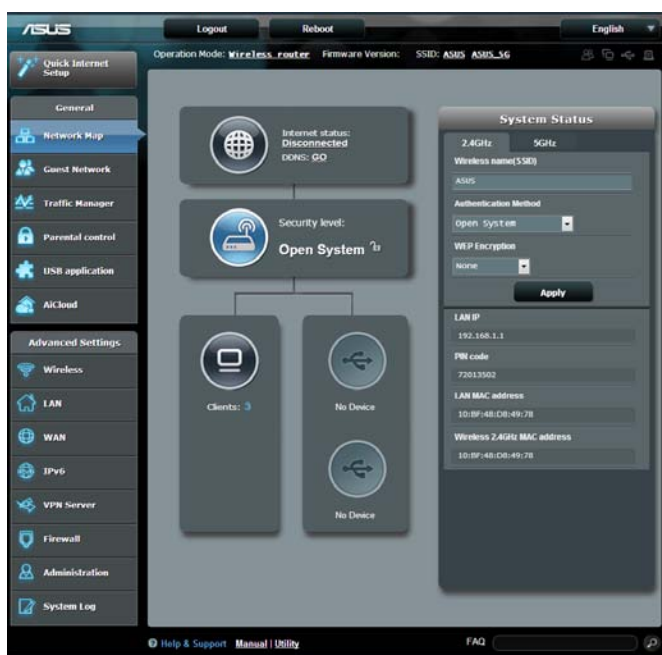 ASUS
Logout
Reboot
English
Quick Internet
Setup
Operation Mode: Wireless router Firmware Version: SSID: ASUS ASUS_5G
General
Network Map
Guest Network
Traffic Manager
Parental control
USB application
AiCloud
Advanced Settings
Wireless
LAN
WAN
IPv6
VPN Server
Firewall
Administration
System Log
Internet status:
Disconnected
DDNS: GO
Security level:
Open System
Clients: 3
No Device
No Device
System Status
2.4GHz
5GHz
Wireless name(SSID)
ASUS
Authentication Method
Open System
WEP Encryption
None
Apply
LAN IP
192.168.1.1
PIN code
72013502
LAN MAC address
10:BF:48:D8:49:78
Wireless 2.4GHz MAC address
10:BF:48:D8:49:78
Help & Support Manual | Utility
FAQ